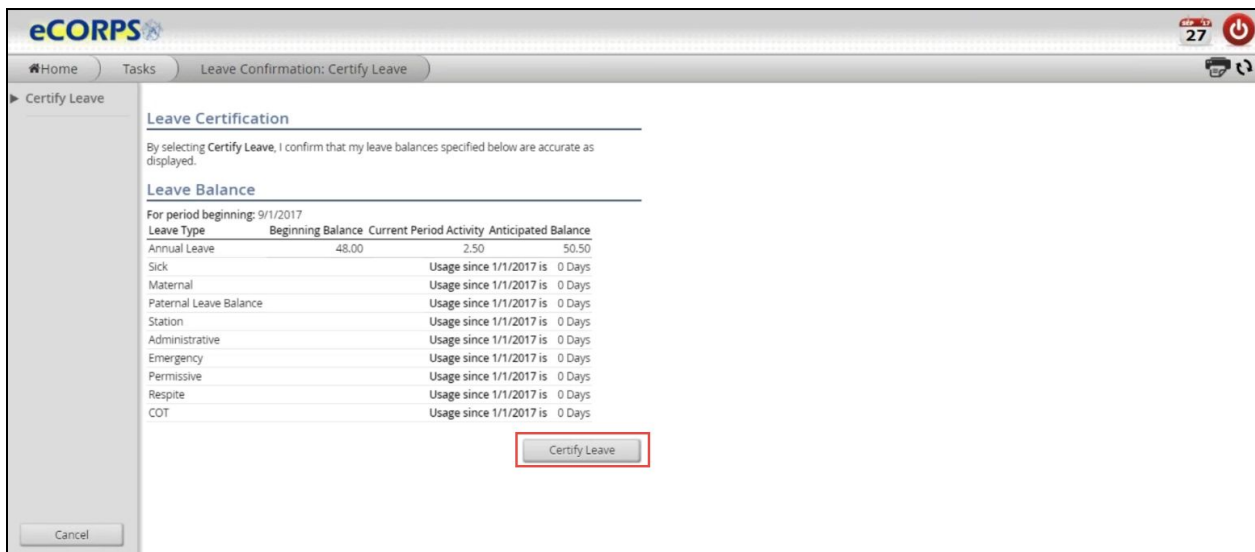 eCORPS
SEP '17
27
Home Tasks Leave Confirmation: Certify Leave
Certify Leave
Leave Certification
By selecting Certify Leave, I confirm that my leave balances specified below are accurate as
displayed.
Leave Balance
For period beginning: 9/1/2017
Leave Type Beginning Balance Current Period Activity Anticipated Balance
Annual Leave 48.00 2.50 50.50
Sick Usage since 1/1/2017 is 0 Days
Maternal Usage since 1/1/2017 is 0 Days
Paternal Leave Balance Usage since 1/1/2017 is 0 Days
Station Usage since 1/1/2017 is 0 Days
Administrative Usage since 1/1/2017 is 0 Days
Emergency Usage since 1/1/2017 is 0 Days
Permissive Usage since 1/1/2017 is 0 Days
Respite Usage since 1/1/2017 is 0 Days
COT Usage since 1/1/2017 is 0 Days
Certify Leave
Cancel